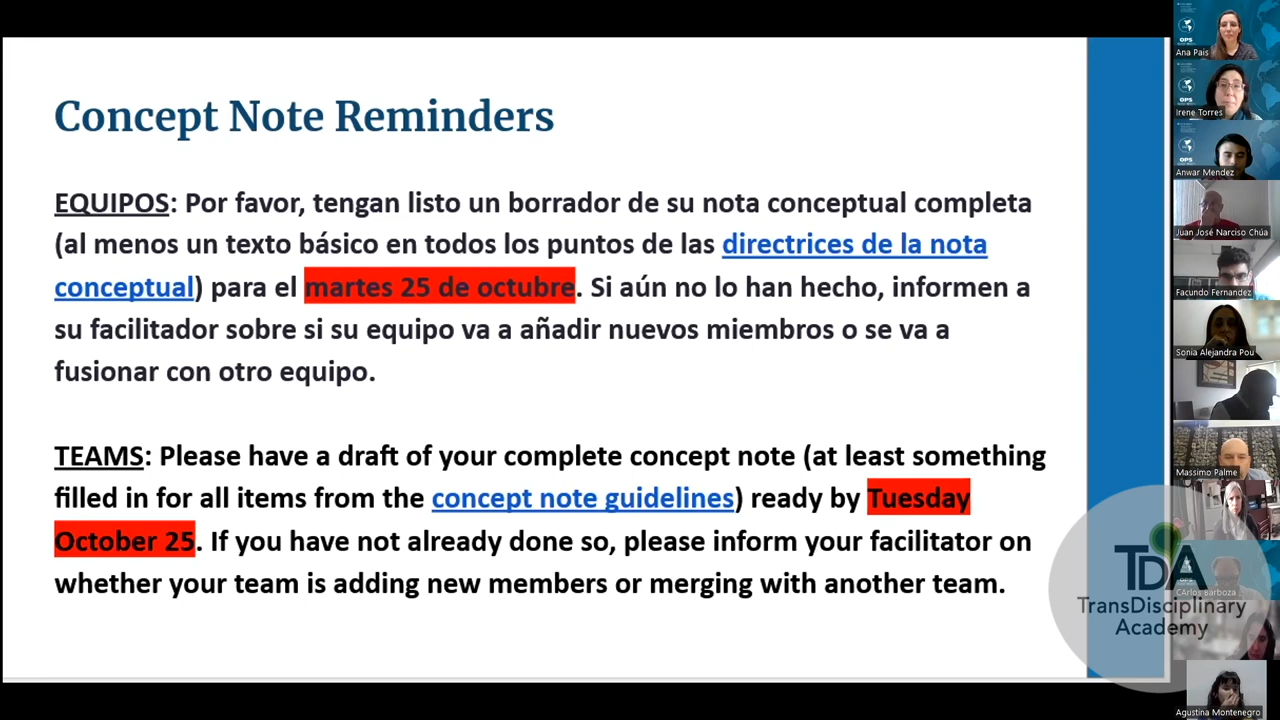 Concept Note Reminders
EQUIPOS: Por favor, tengan listo un borrador de su nota conceptual completa
(al menos un texto básico en todos los puntos de las directrices de la nota
conceptual) para el martes 25 de octubre. Si aún no lo han hecho, informen a
su facilitador sobre si su equipo va a añadir nuevos miembros o se va a
fusionar con otro equipo.
TEAMS: Please have a draft of your complete concept note (at least something
filled in for all items from the concept note guidelines) ready by Tuesday
October 25. If you have not already done so, please inform your facilitator on
whether your team is adding new members or merging with another team.
TDA
TransDisciplinary
Academy
OPS
Ana Pais
OPS
Irene Torres
OPS
Anwar Mendez
Juan José Narciso Chúa
Facundo Fernandez
Sonia Alejandra Pou
Massimo Palme
OPS
CArlos Barboza
Agustina Montenegro